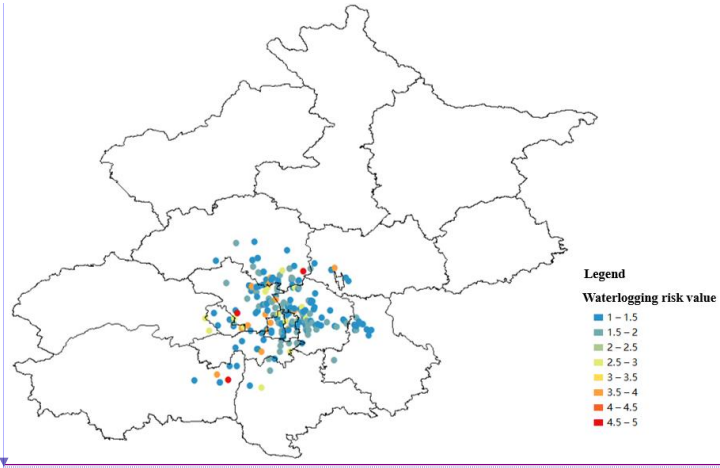 Legend
Waterlogging risk value
1 – 1.5
1.5 – 2
2 – 2.5
2.5 – 3
3 – 3.5
3.5 – 4
4 – 4.5
4.5 – 5